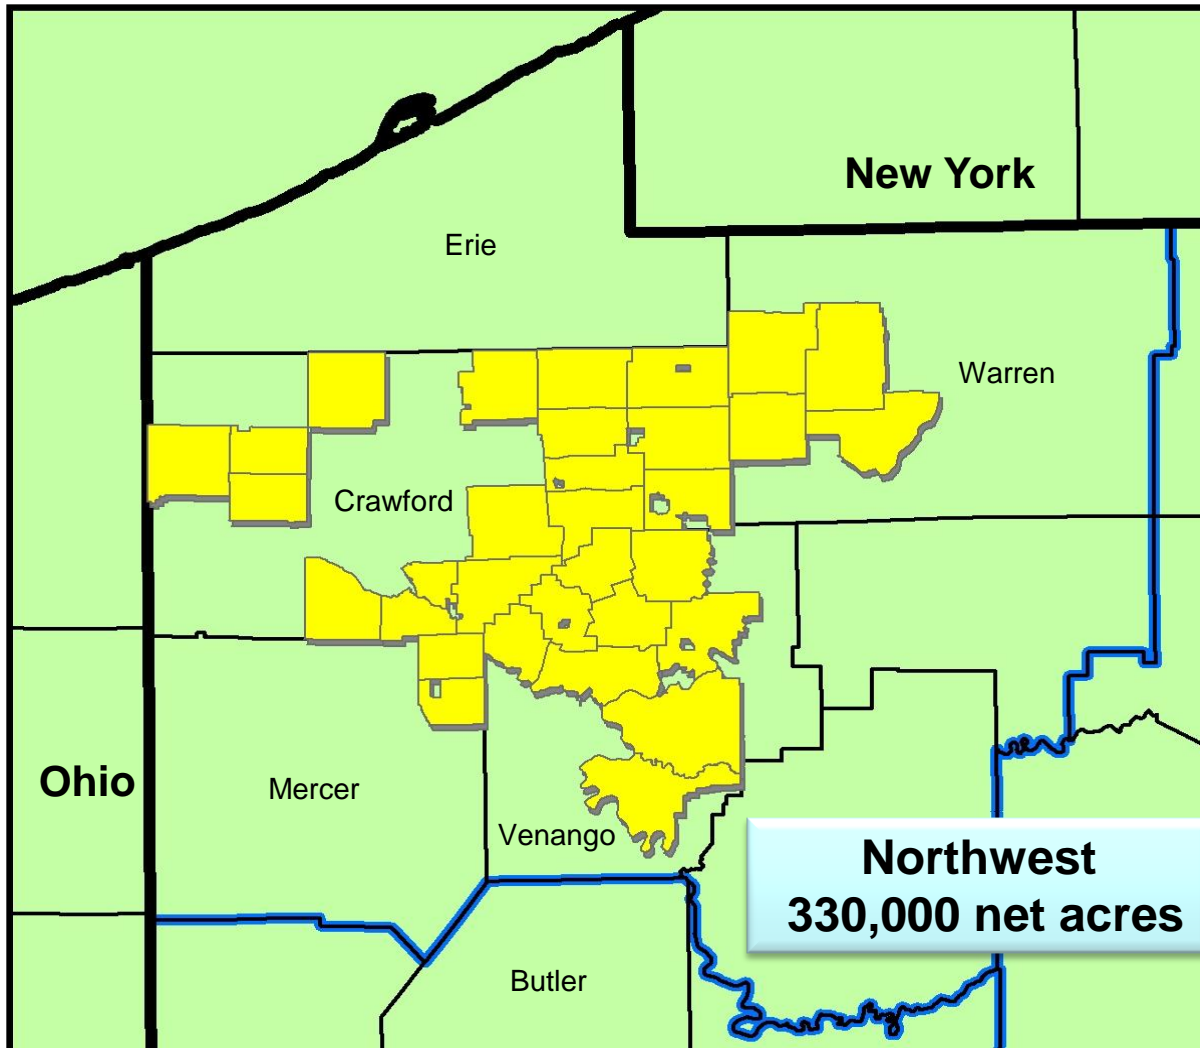 New York
Erie
Warren
Crawford
Ohio
Mercer
Venango
Northwest
330,000 net acres
Butler